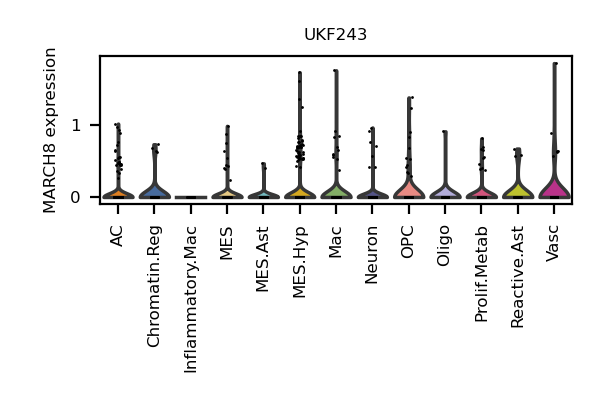 UKF243
MARCH8 expression
1
0
AC
Chromatin.Reg
Inflammatory.Mac
MES
MES.Ast
MES.Hyp
Mac
Neuron
OPC
Oligo
Prolif.Metab
Reactive.Ast
Vasc